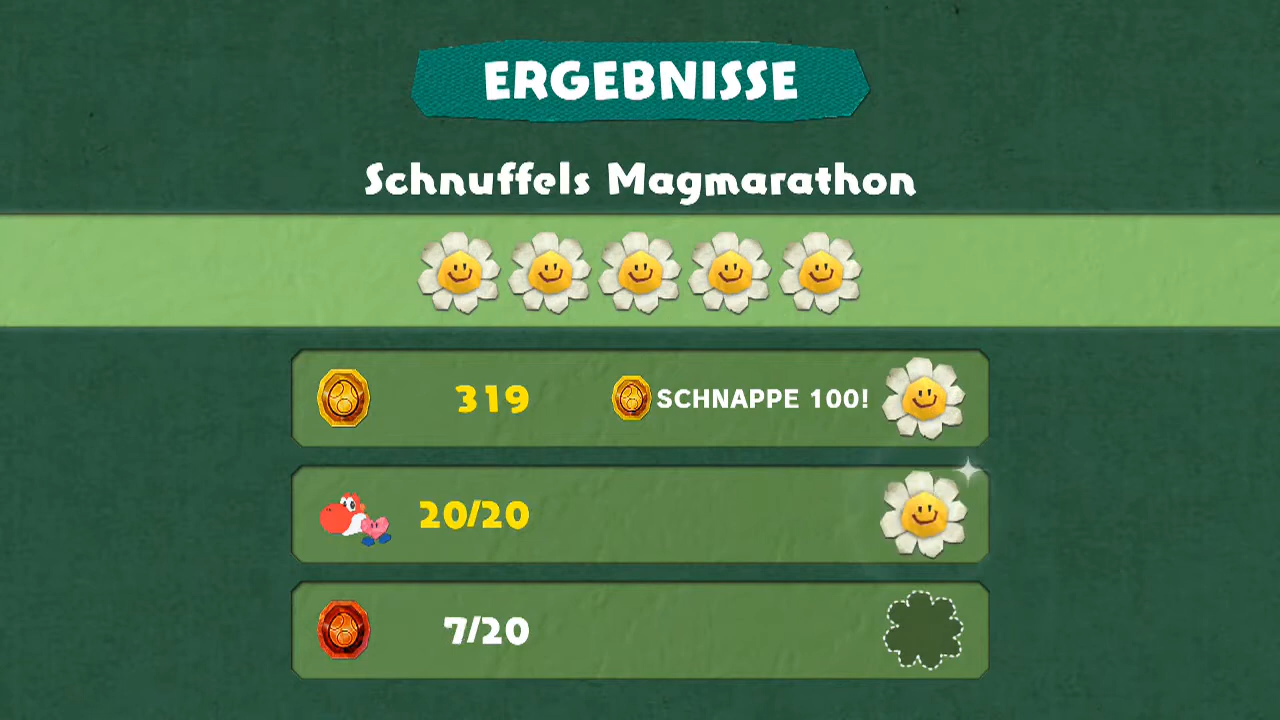 ERGEBNISSE
Schnuffels Magmarathon
319 SCHNAPPE 100!
20/20
7/20